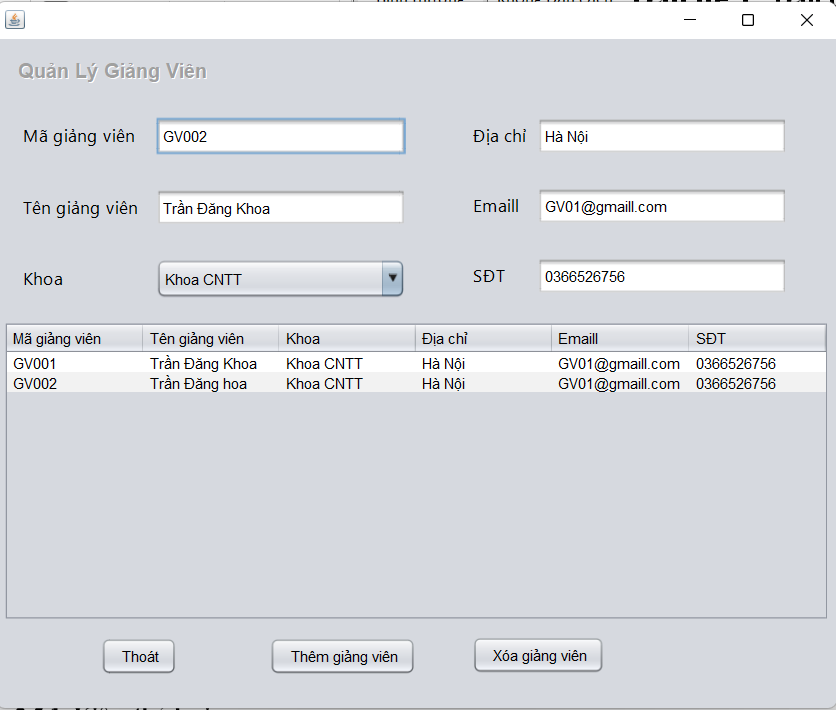 Quản Lý Giảng Viên
Mã giảng viên GV002 Địa chỉ Hà Nội
Tên giảng viên Trần Đăng Khoa Emaill GV01@gmaill.com
Khoa Khoa CNTT SĐT 0366526756
Mã giảng viên Tên giảng viên Khoa Địa chỉ Emaill SĐT
GV001 Trần Đăng Khoa Khoa CNTT Hà Nội GV01@gmaill.com 0366526756
GV002 Trần Đăng hoa Khoa CNTT Hà Nội GV01@gmaill.com 0366526756
Thoát Thêm giảng viên Xóa giảng viên